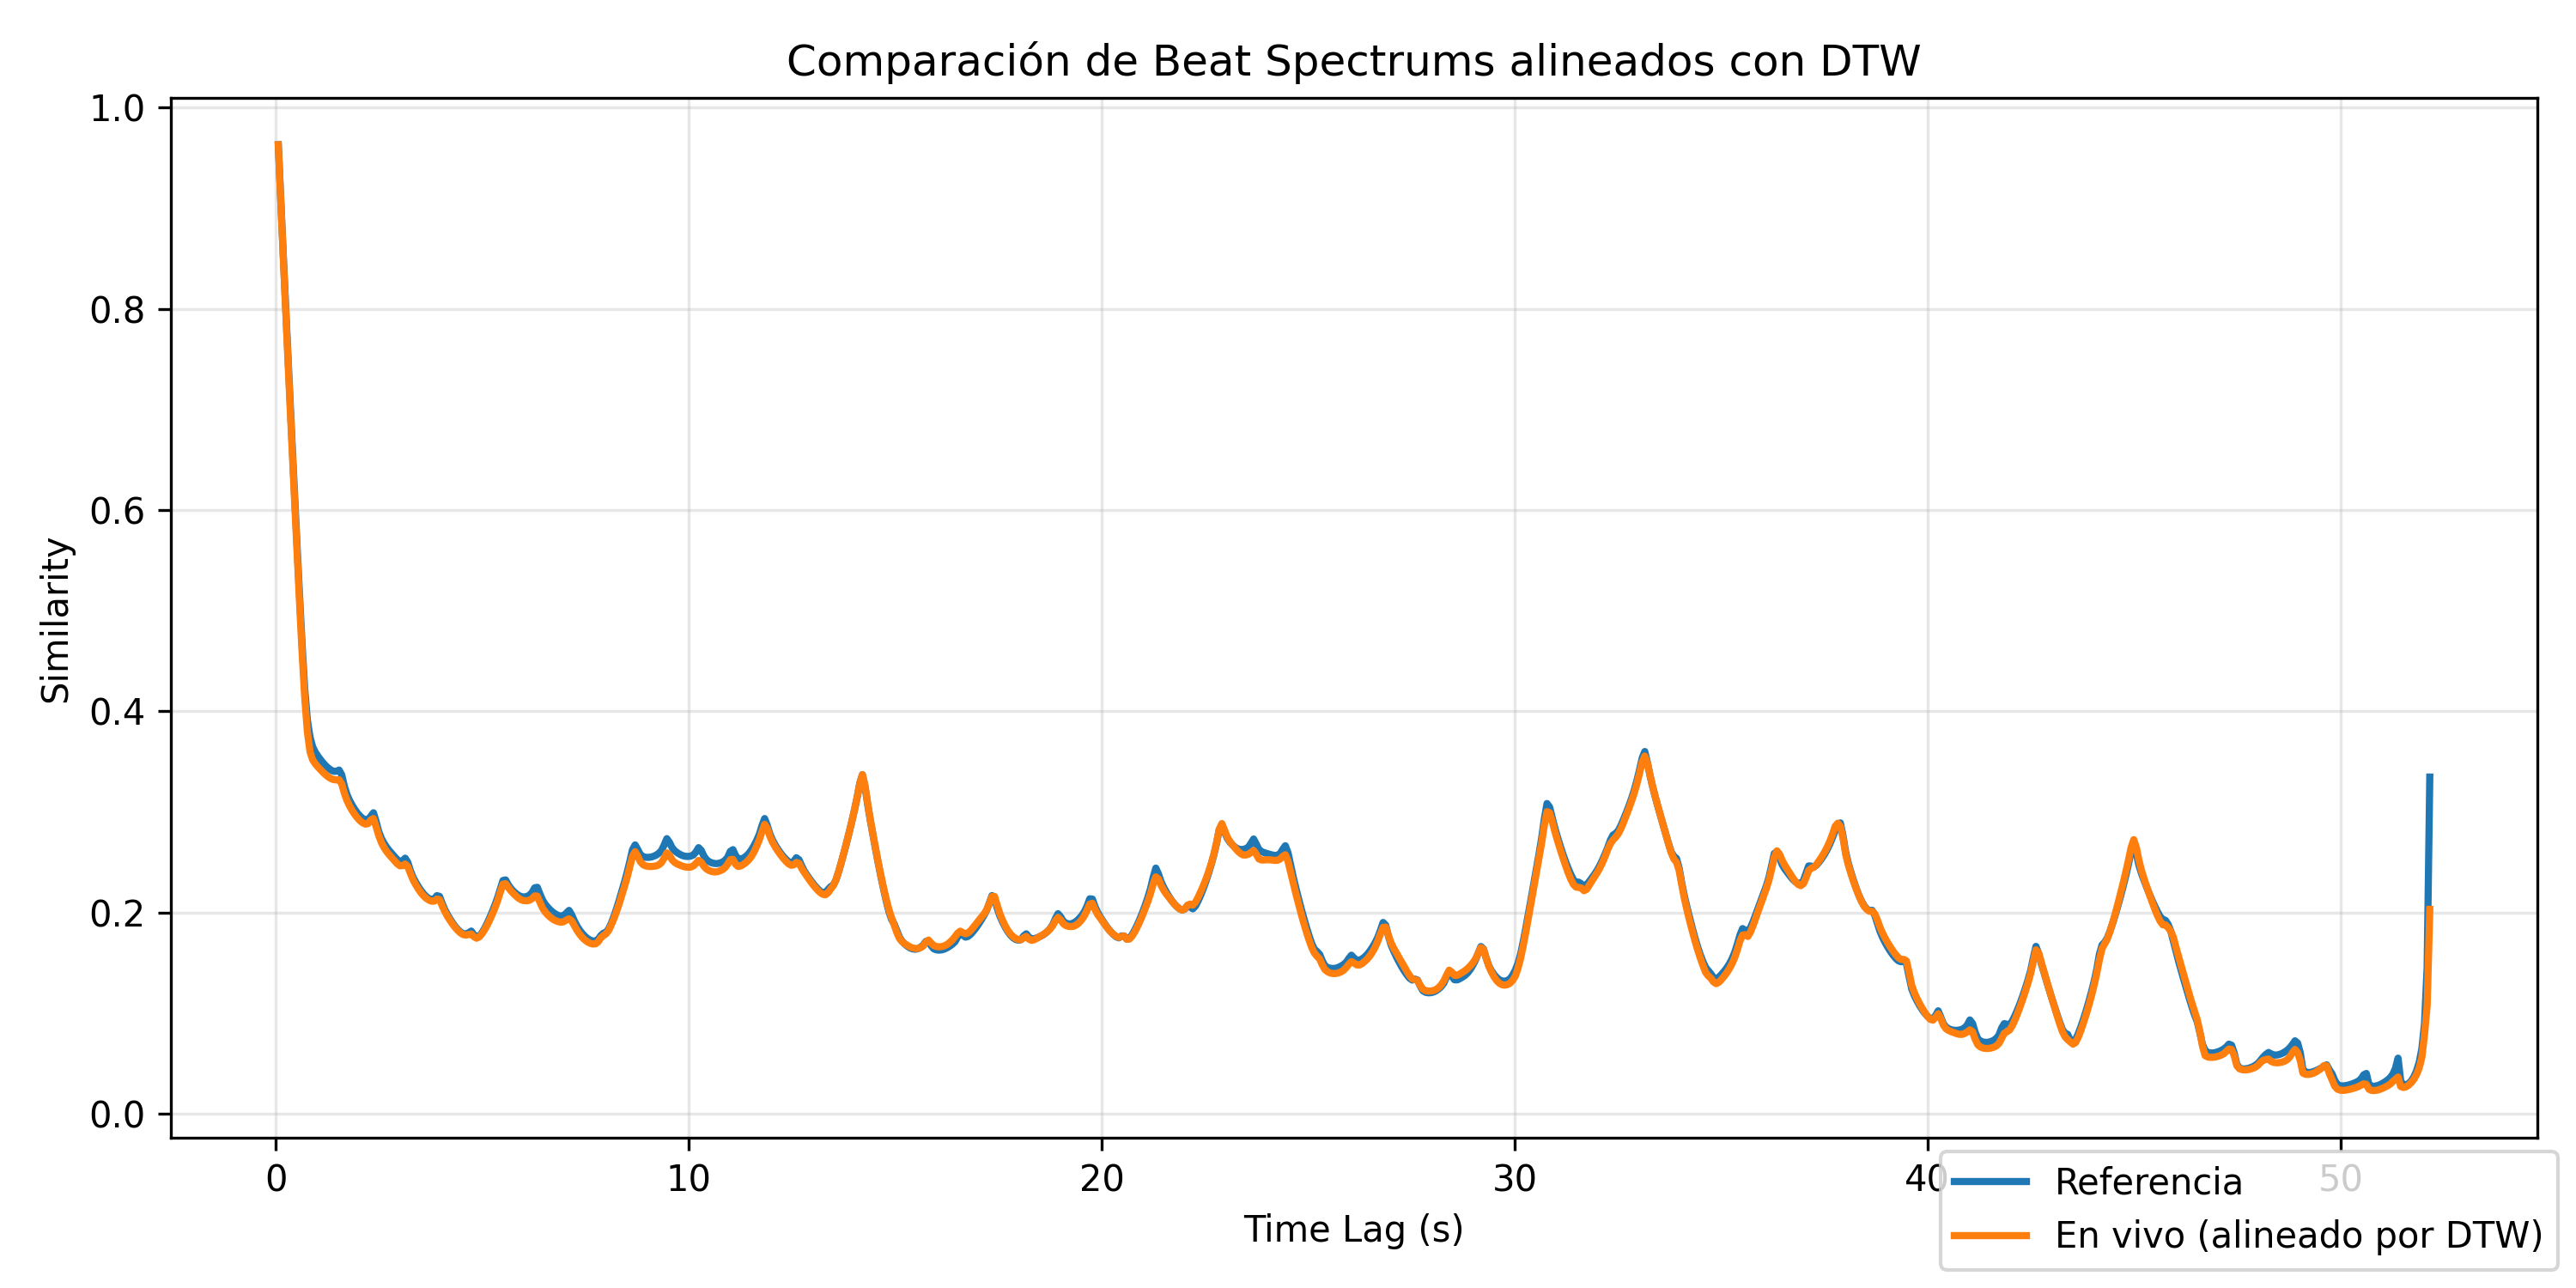 Comparación de Beat Spectrums alineados con DTW
1.0
0.8
0.6
0.4
0.2
0.0
Similarity
0 10 20 30 40 50
Time Lag (s)
Referencia
En vivo (alineado por DTW)